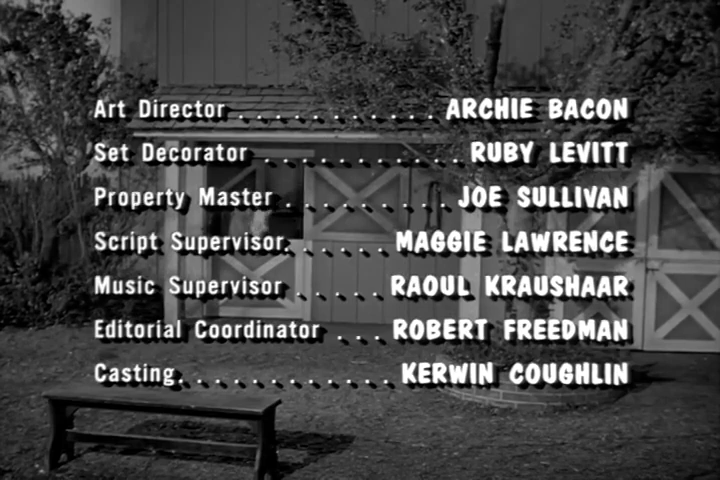 Art Director . . . . . . . . . . . ARCHIE BACON
Set Decorator . . . . . . . . . . . RUBY LEVITT
Property Master . . . . . . . . . JOE SULLIVAN
Script Supervisor. . . . . . . MAGGIE LAWRENCE
Music Supervisor . . . . . RAOUL KRAUSHAAR
Editorial Coordinator . . . ROBERT FREEDMAN
Casting. . . . . . . . . . . . KERWIN COUGHLIN